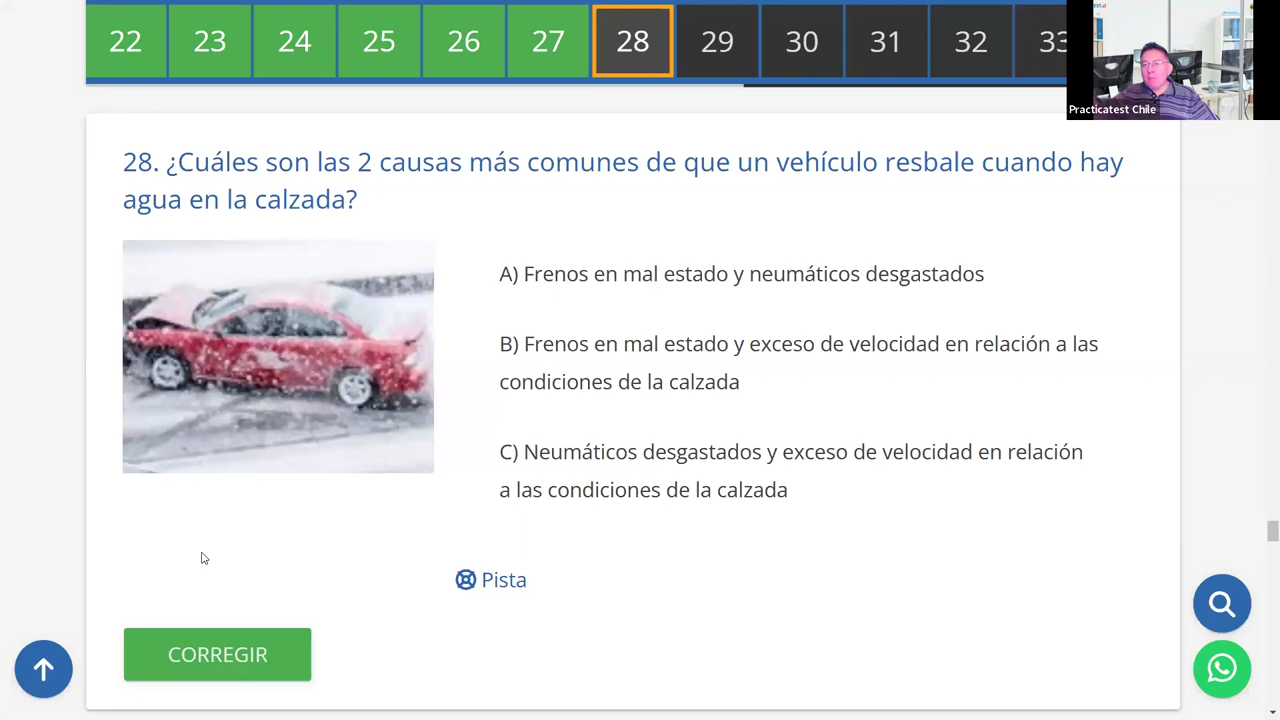 22 23 24 25 26 27 28 29 30 31 32 33
Practicatest Chile
28. ¿Cuáles son las 2 causas más comunes de que un vehículo resbale cuando hay
agua en la calzada?
A) Frenos en mal estado y neumáticos desgastados
B) Frenos en mal estado y exceso de velocidad en relación a las
condiciones de la calzada
C) Neumáticos desgastados y exceso de velocidad en relación
a las condiciones de la calzada
Pista
CORREGIR